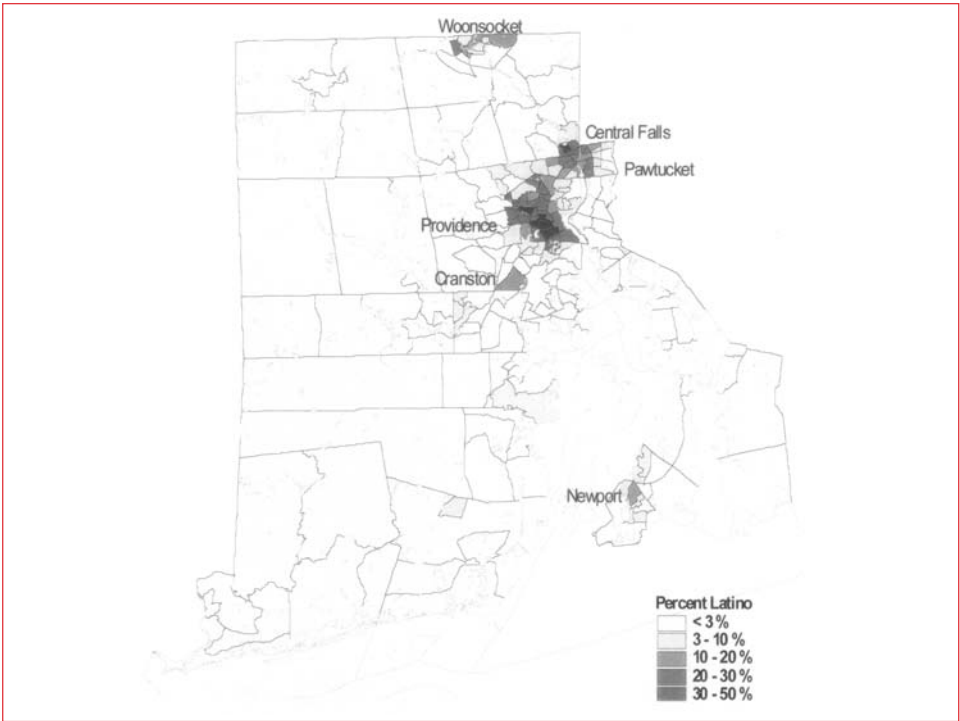 Woonsocket
Central Falls
Pawtucket
Providence
Cranston
Newport
Percent Latino
< 3 %
3 - 10 %
10 - 20 %
20 - 30 %
30 - 50 %